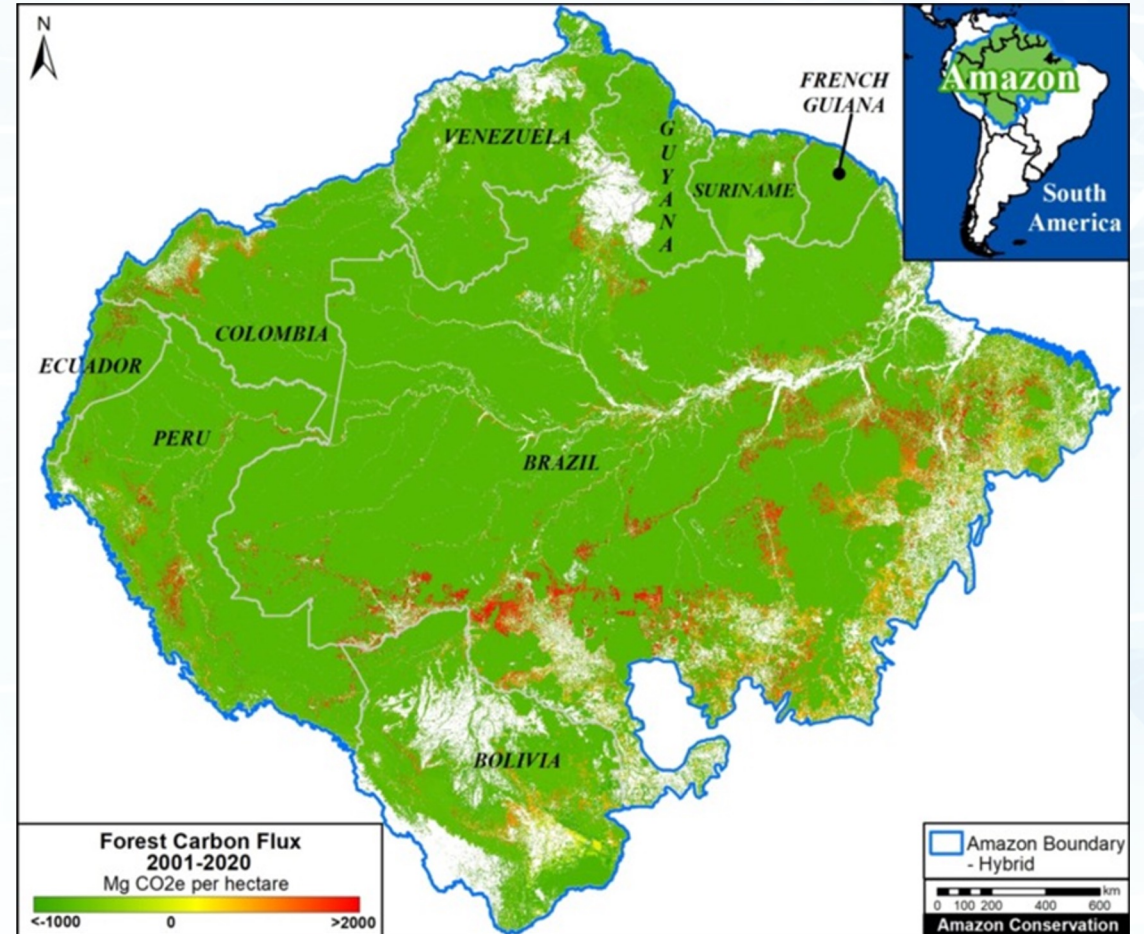 N
FRENCH
GUIANA
Amazon
South
America
VENEZUELA
GUYANA
SURINAME
COLOMBIA
ECUADOR
PERU
BRAZIL
BOLIVIA
Forest Carbon Flux
2001-2020
Mg CO2e per hectare
<-1000 0 >2000
Amazon Boundary
- Hybrid
km
0 100 200 400 600
Amazon Conservation